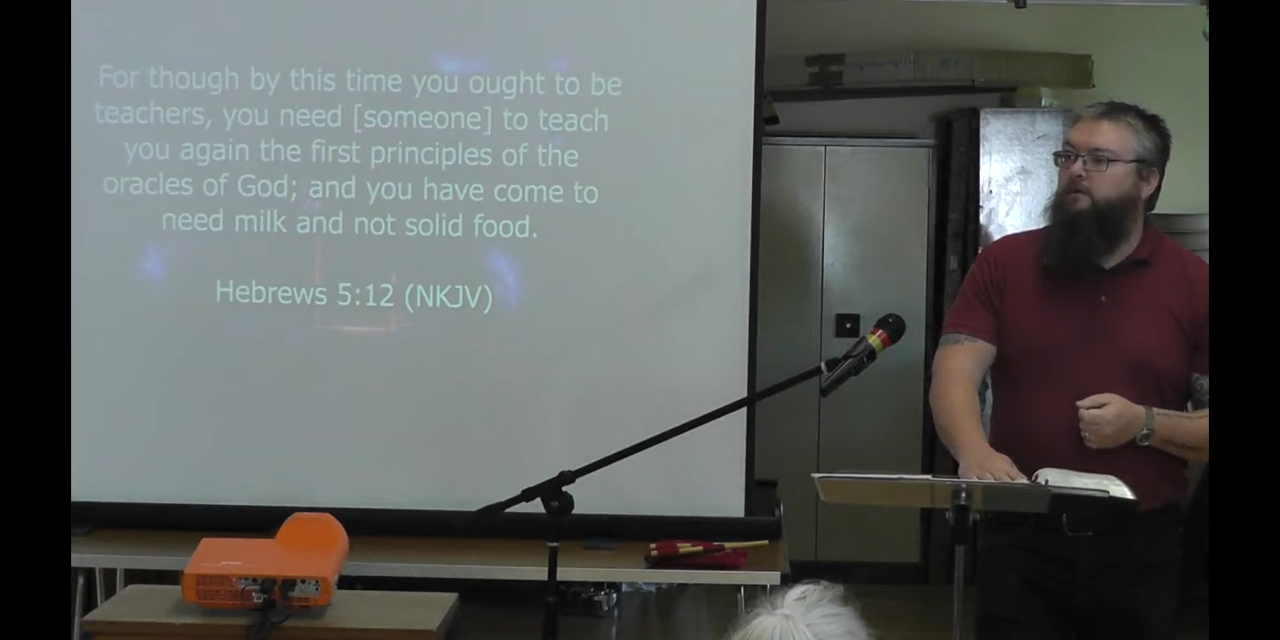 For though by this time you ought to be
teachers, you need [someone] to teach
you again the first principles of the
oracles of God; and you have come to
need milk and not solid food.
Hebrews 5:12 (NKJV)